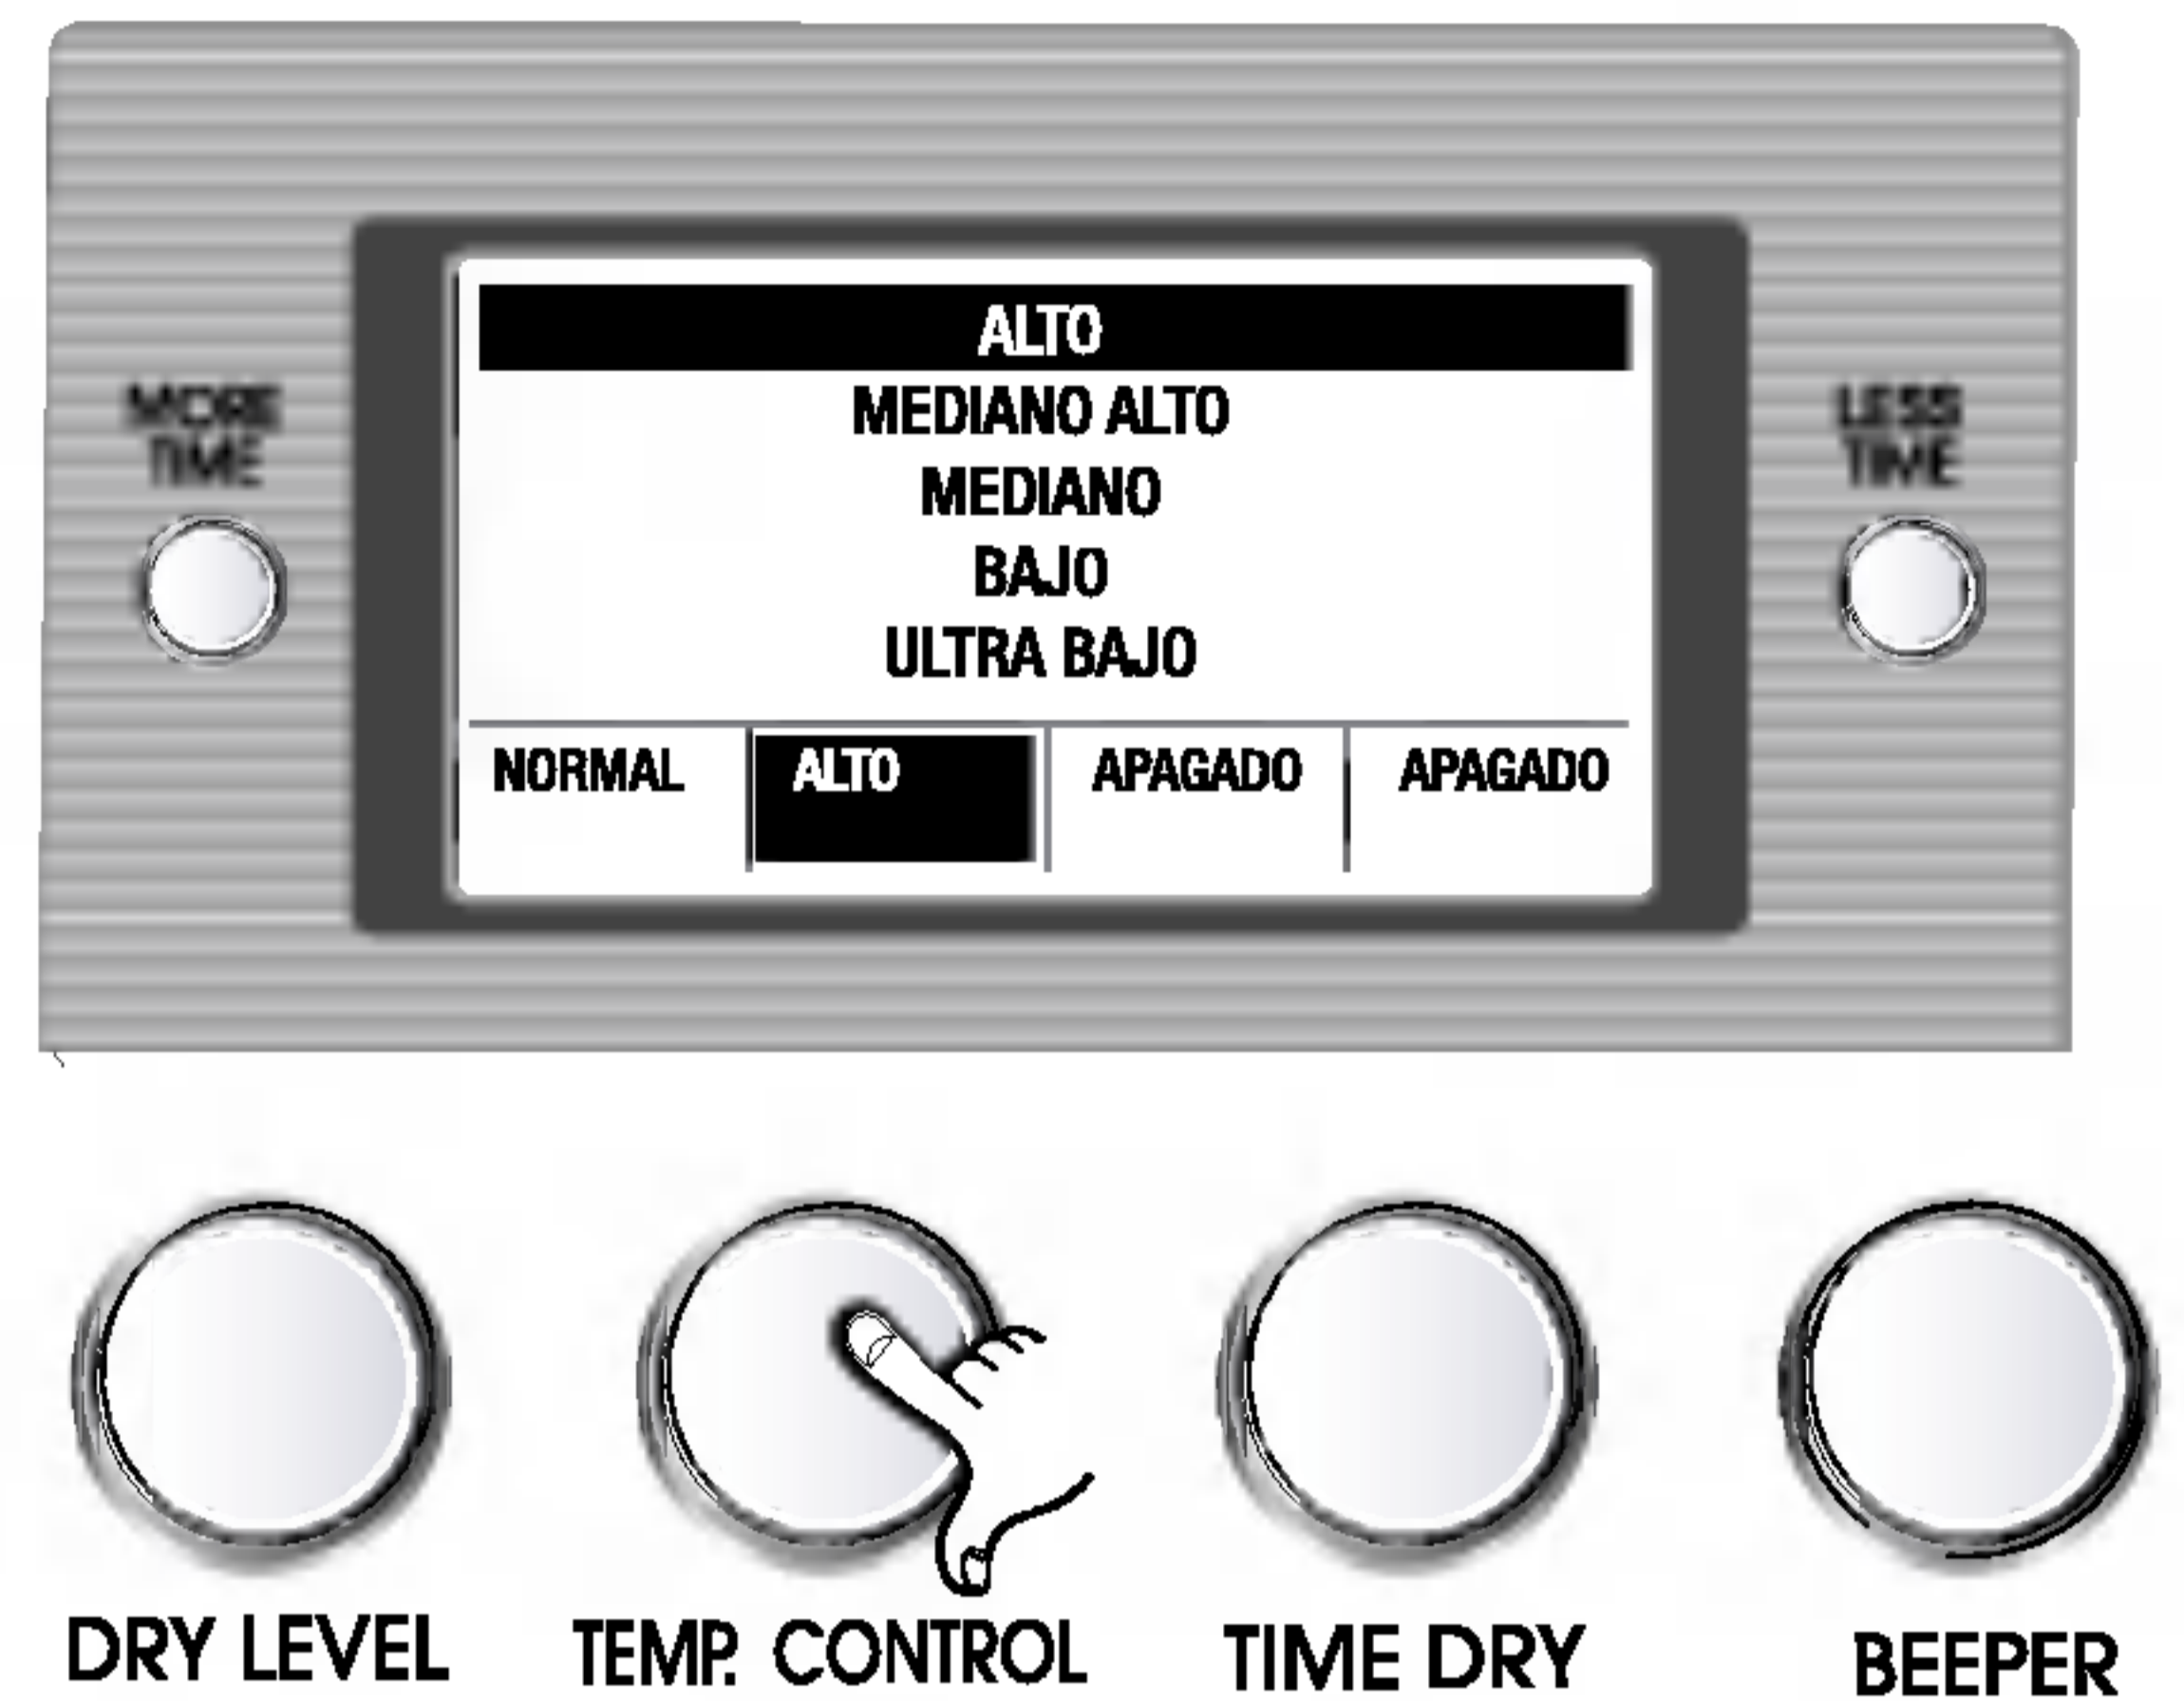 ALTO
MEDIANO ALTO
MEDIANO
BAJO
ULTRA BAJO
NORMAL ALTO APAGADO APAGADO
MORE
TIME
LESS
TIME
DRY LEVEL TEMP. CONTROL TIME DRY BEEPER